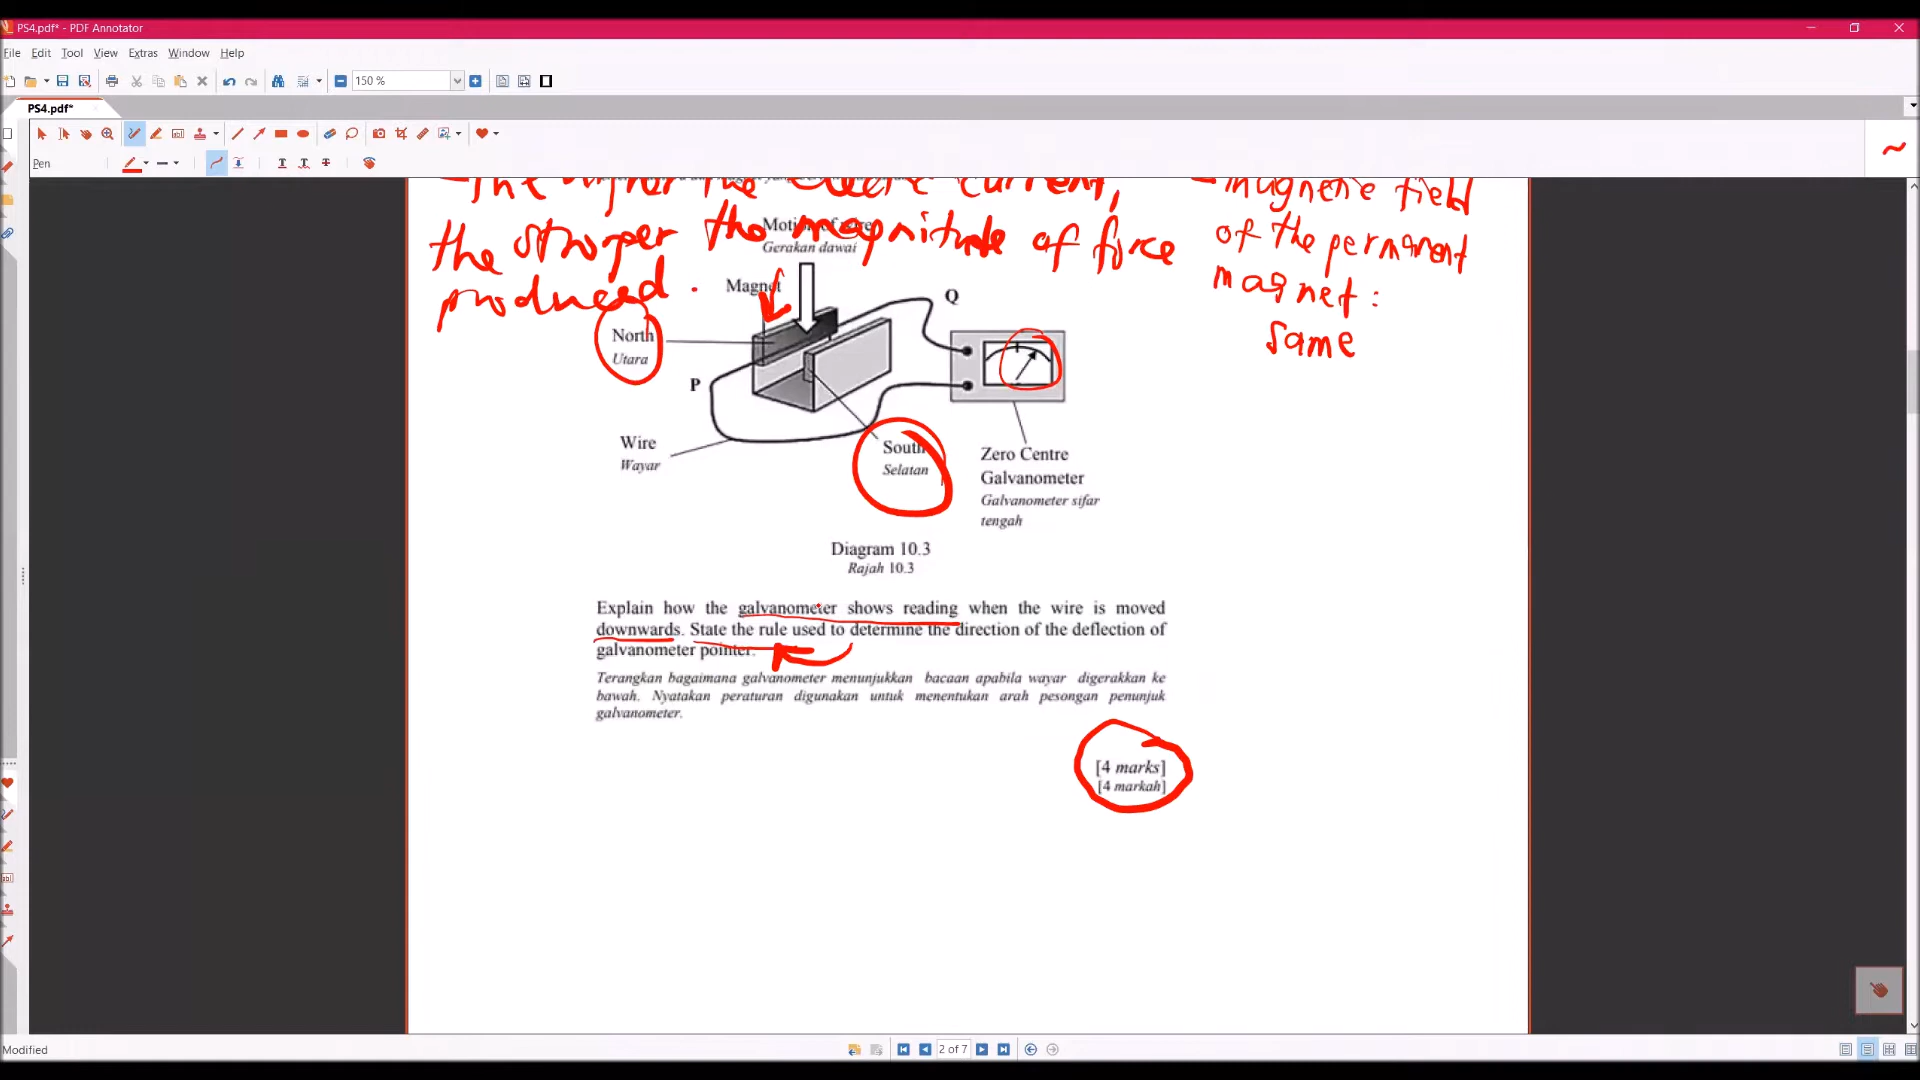 PS4.pdf* - PDF Annotator
File Edit Tool View Extras Window Help
150 %
PS4.pdf*
Pen
the electric current,
the stronger the magnitude of force
produced.
- magnetic field
of the permanent
magnet:
same
Motion of wire
Gerakan dawai
Magnet
Q
North
Utara
P
Wire
Wayar
South
Selatan
Zero Centre
Galvanometer
Galvanometer sifar
tengah
Diagram 10.3
Rajah 10.3
Explain how the galvanometer shows reading when the wire is moved
downwards. State the rule used to determine the direction of the deflection of
galvanometer pointer.
Terangkan bagaimana galvanometer menunjukkan bacaan apabila wayar digerakkan ke
bawah. Nyatakan peraturan digunakan untuk menentukan arah pesongan penunjuk
galvanometer.
[4 marks]
[4 markah]
Modified
2 of 7